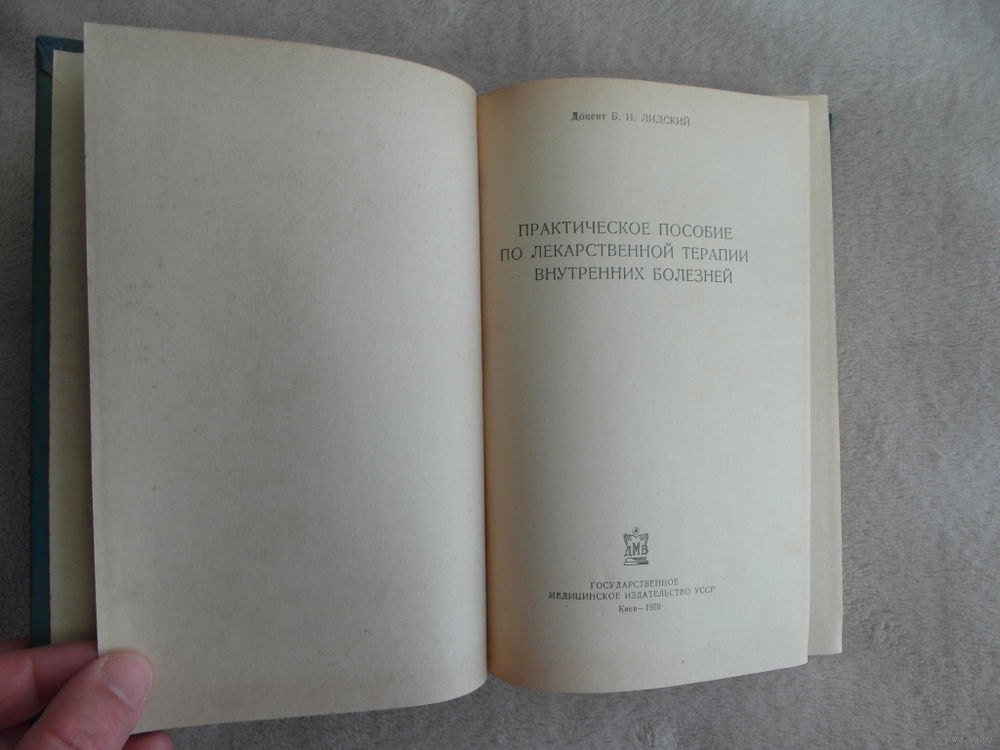 Доцент Б. И. ЛИДСКИЙ
ПРАКТИЧЕСКОЕ ПОСОБИЕ
ПО ЛЕКАРСТВЕННОЙ ТЕРАПИИ
ВНУТРЕННИХ БОЛЕЗНЕЙ
ДМВ
ГОСУДАРСТВЕННОЕ
МЕДИЦИНСКОЕ ИЗДАТЕЛЬСТВО УССР
Киев—1959